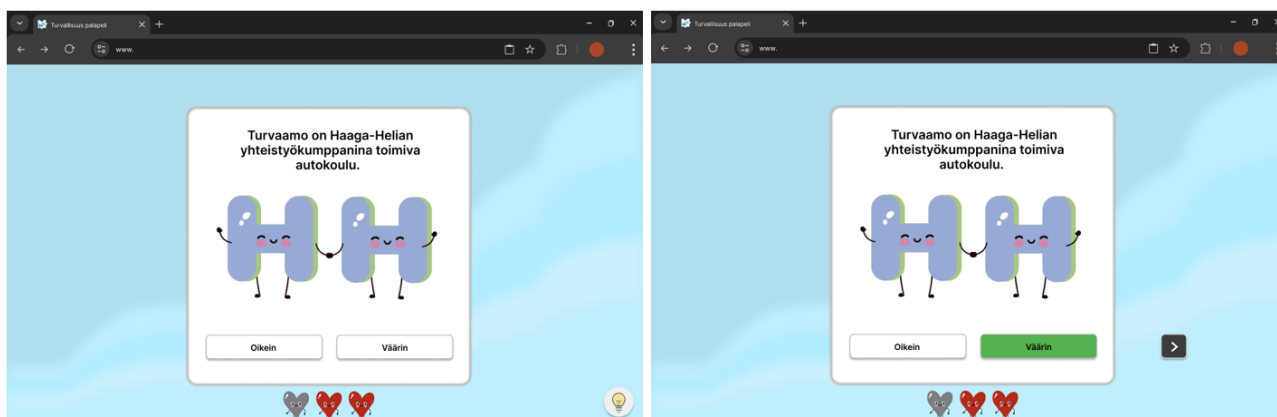 Turvallisuus palapeli
www.
Turvaamo on Haaga-Helian
yhteistyökumppanina toimiva
autokoulu.
Oikein
Väärin
Turvallisuus palapeli
www.
Turvaamo on Haaga-Helian
yhteistyökumppanina toimiva
autokoulu.
Oikein
Väärin